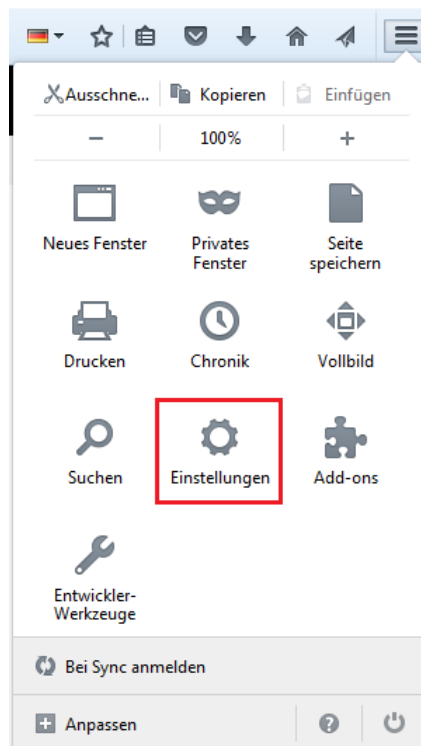 Ausschne... Kopieren Einfügen
− 100% +
Neues Fenster Privates Seite
Fenster speichern
Drucken Chronik Vollbild
Suchen Einstellungen Add-ons
Entwickler-
Werkzeuge
Bei Sync anmelden
Anpassen